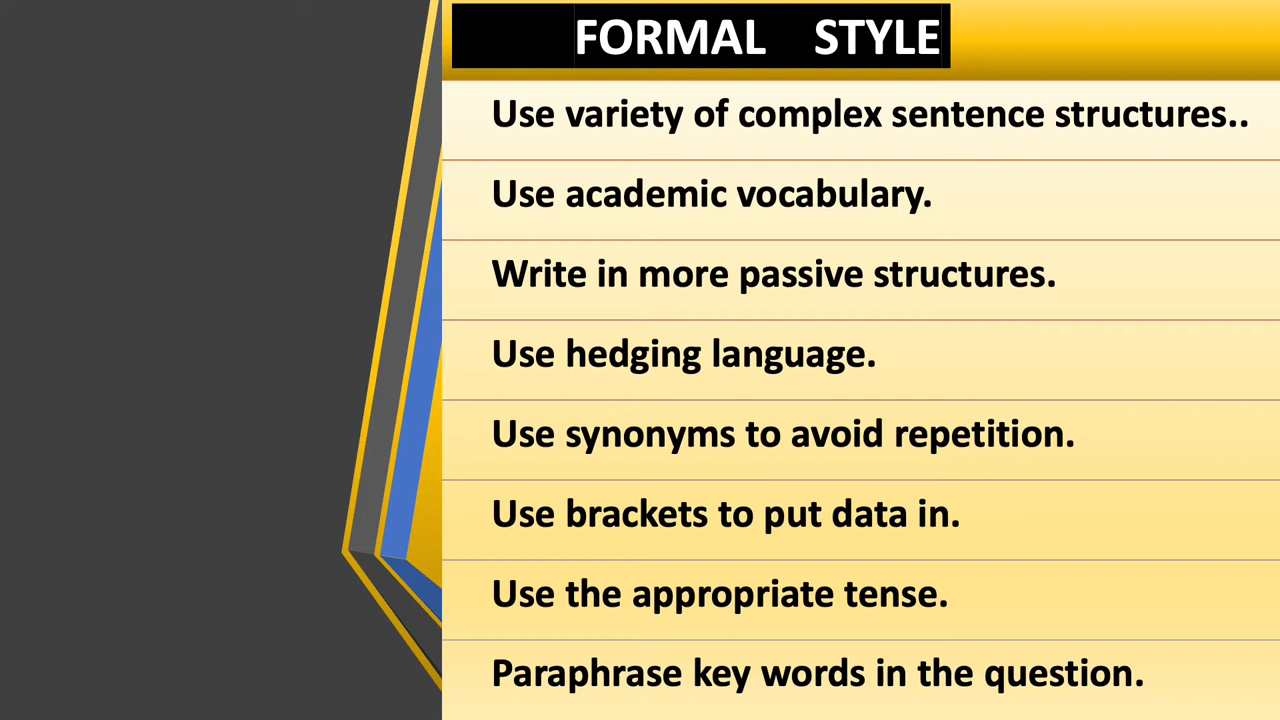 FORMAL STYLE
Use variety of complex sentence structures..
Use academic vocabulary.
Write in more passive structures.
Use hedging language.
Use synonyms to avoid repetition.
Use brackets to put data in.
Use the appropriate tense.
Paraphrase key words in the question.